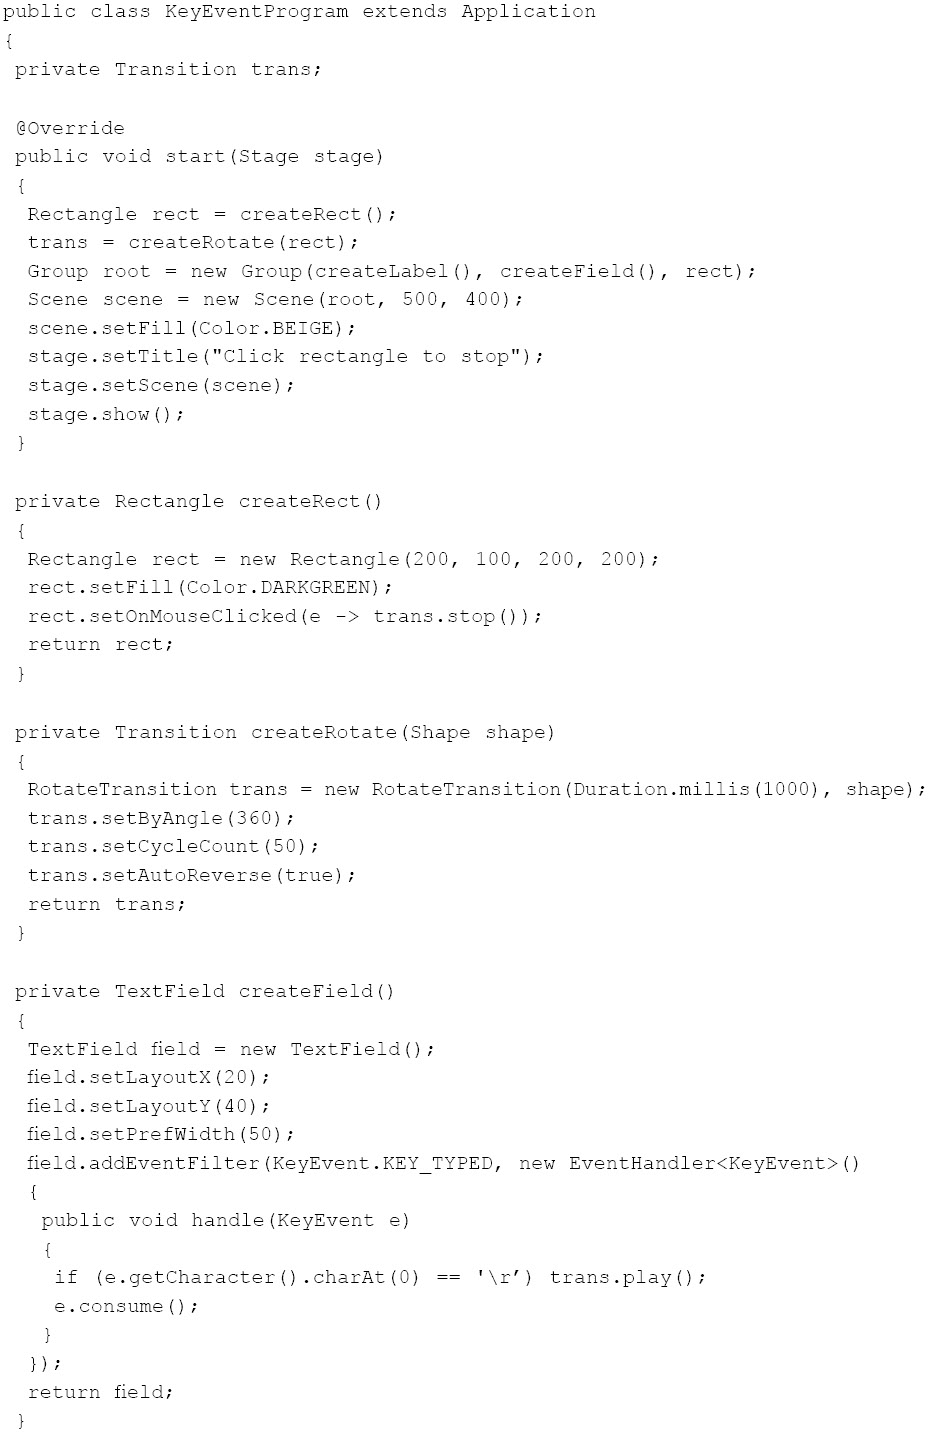 public class KeyEventProgram extends Application
{
 private Transition trans;

 @Override
 public void start(Stage stage)
 {
  Rectangle rect = createRect();
  trans = createRotate(rect);
  Group root = new Group(createLabel(), createField(), rect);
  Scene scene = new Scene(root, 500, 400);
  scene.setFill(Color.BEIGE);
  stage.setTitle("Click rectangle to stop");
  stage.setScene(scene);
  stage.show();
 }

 private Rectangle createRect()
 {
  Rectangle rect = new Rectangle(200, 100, 200, 200);
  rect.setFill(Color.DARKGREEN);
  rect.setOnMouseClicked(e -> trans.stop());
  return rect;
 }

 private Transition createRotate(Shape shape)
 {
  RotateTransition trans = new RotateTransition(Duration.millis(1000), shape);
  trans.setByAngle(360);
  trans.setCycleCount(50);
  trans.setAutoReverse(true);
  return trans;
 }

 private TextField createField()
 {
  TextField field = new TextField();
  field.setLayoutX(20);
  field.setLayoutY(40);
  field.setPrefWidth(50);
  field.addEventFilter(KeyEvent.KEY_TYPED, new EventHandler<KeyEvent>()
  {
   public void handle(KeyEvent e)
   {
    if (e.getCharacter().charAt(0) == '\r’) trans.play();
    e.consume();
   }
  });
  return field;
 }